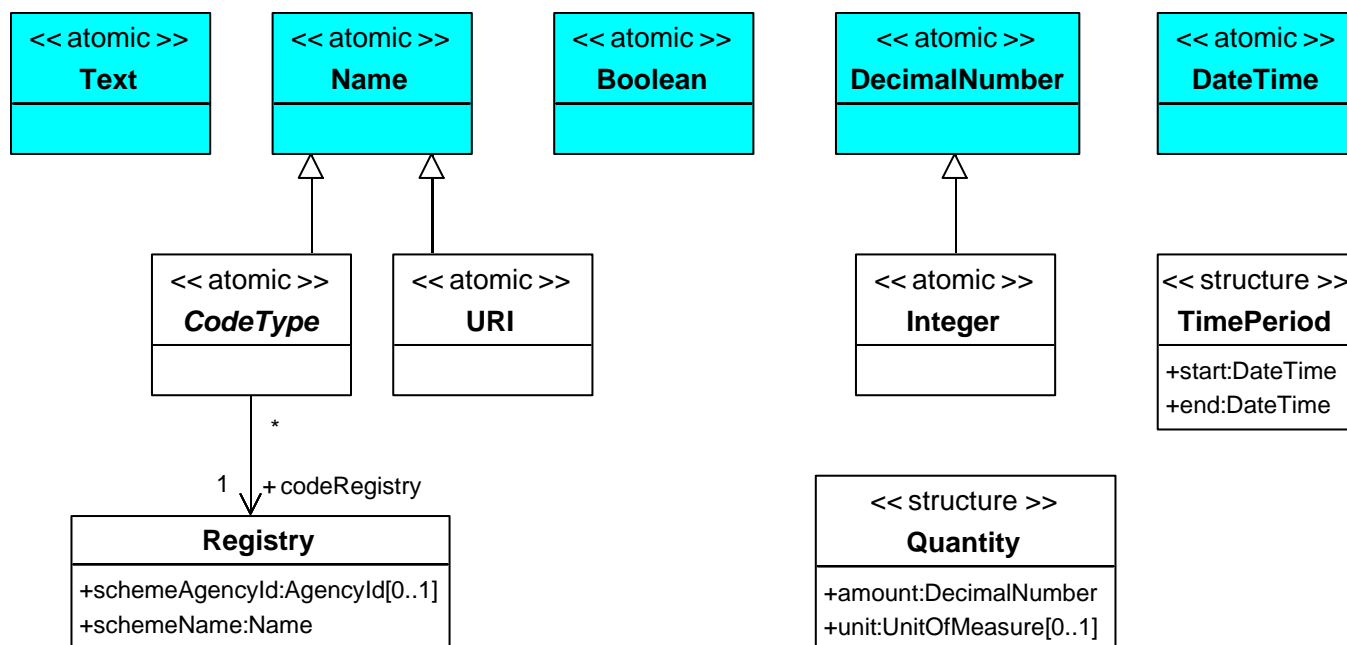 << atomic >>
Text
<< atomic >>
Name
<< atomic >>
Boolean
<< atomic >>
DecimalNumber
<< atomic >>
DateTime
<< atomic >>
CodeType
<< atomic >>
URI
<< atomic >>
Integer
<< structure >>
TimePeriod
+start:DateTime
+end:DateTime
*
1
+ codeRegistry
Registry
+schemeAgencyId:AgencyId[0..1]
+schemeName:Name
<< structure >>
Quantity
+amount:DecimalNumber
+unit:UnitOfMeasure[0..1]